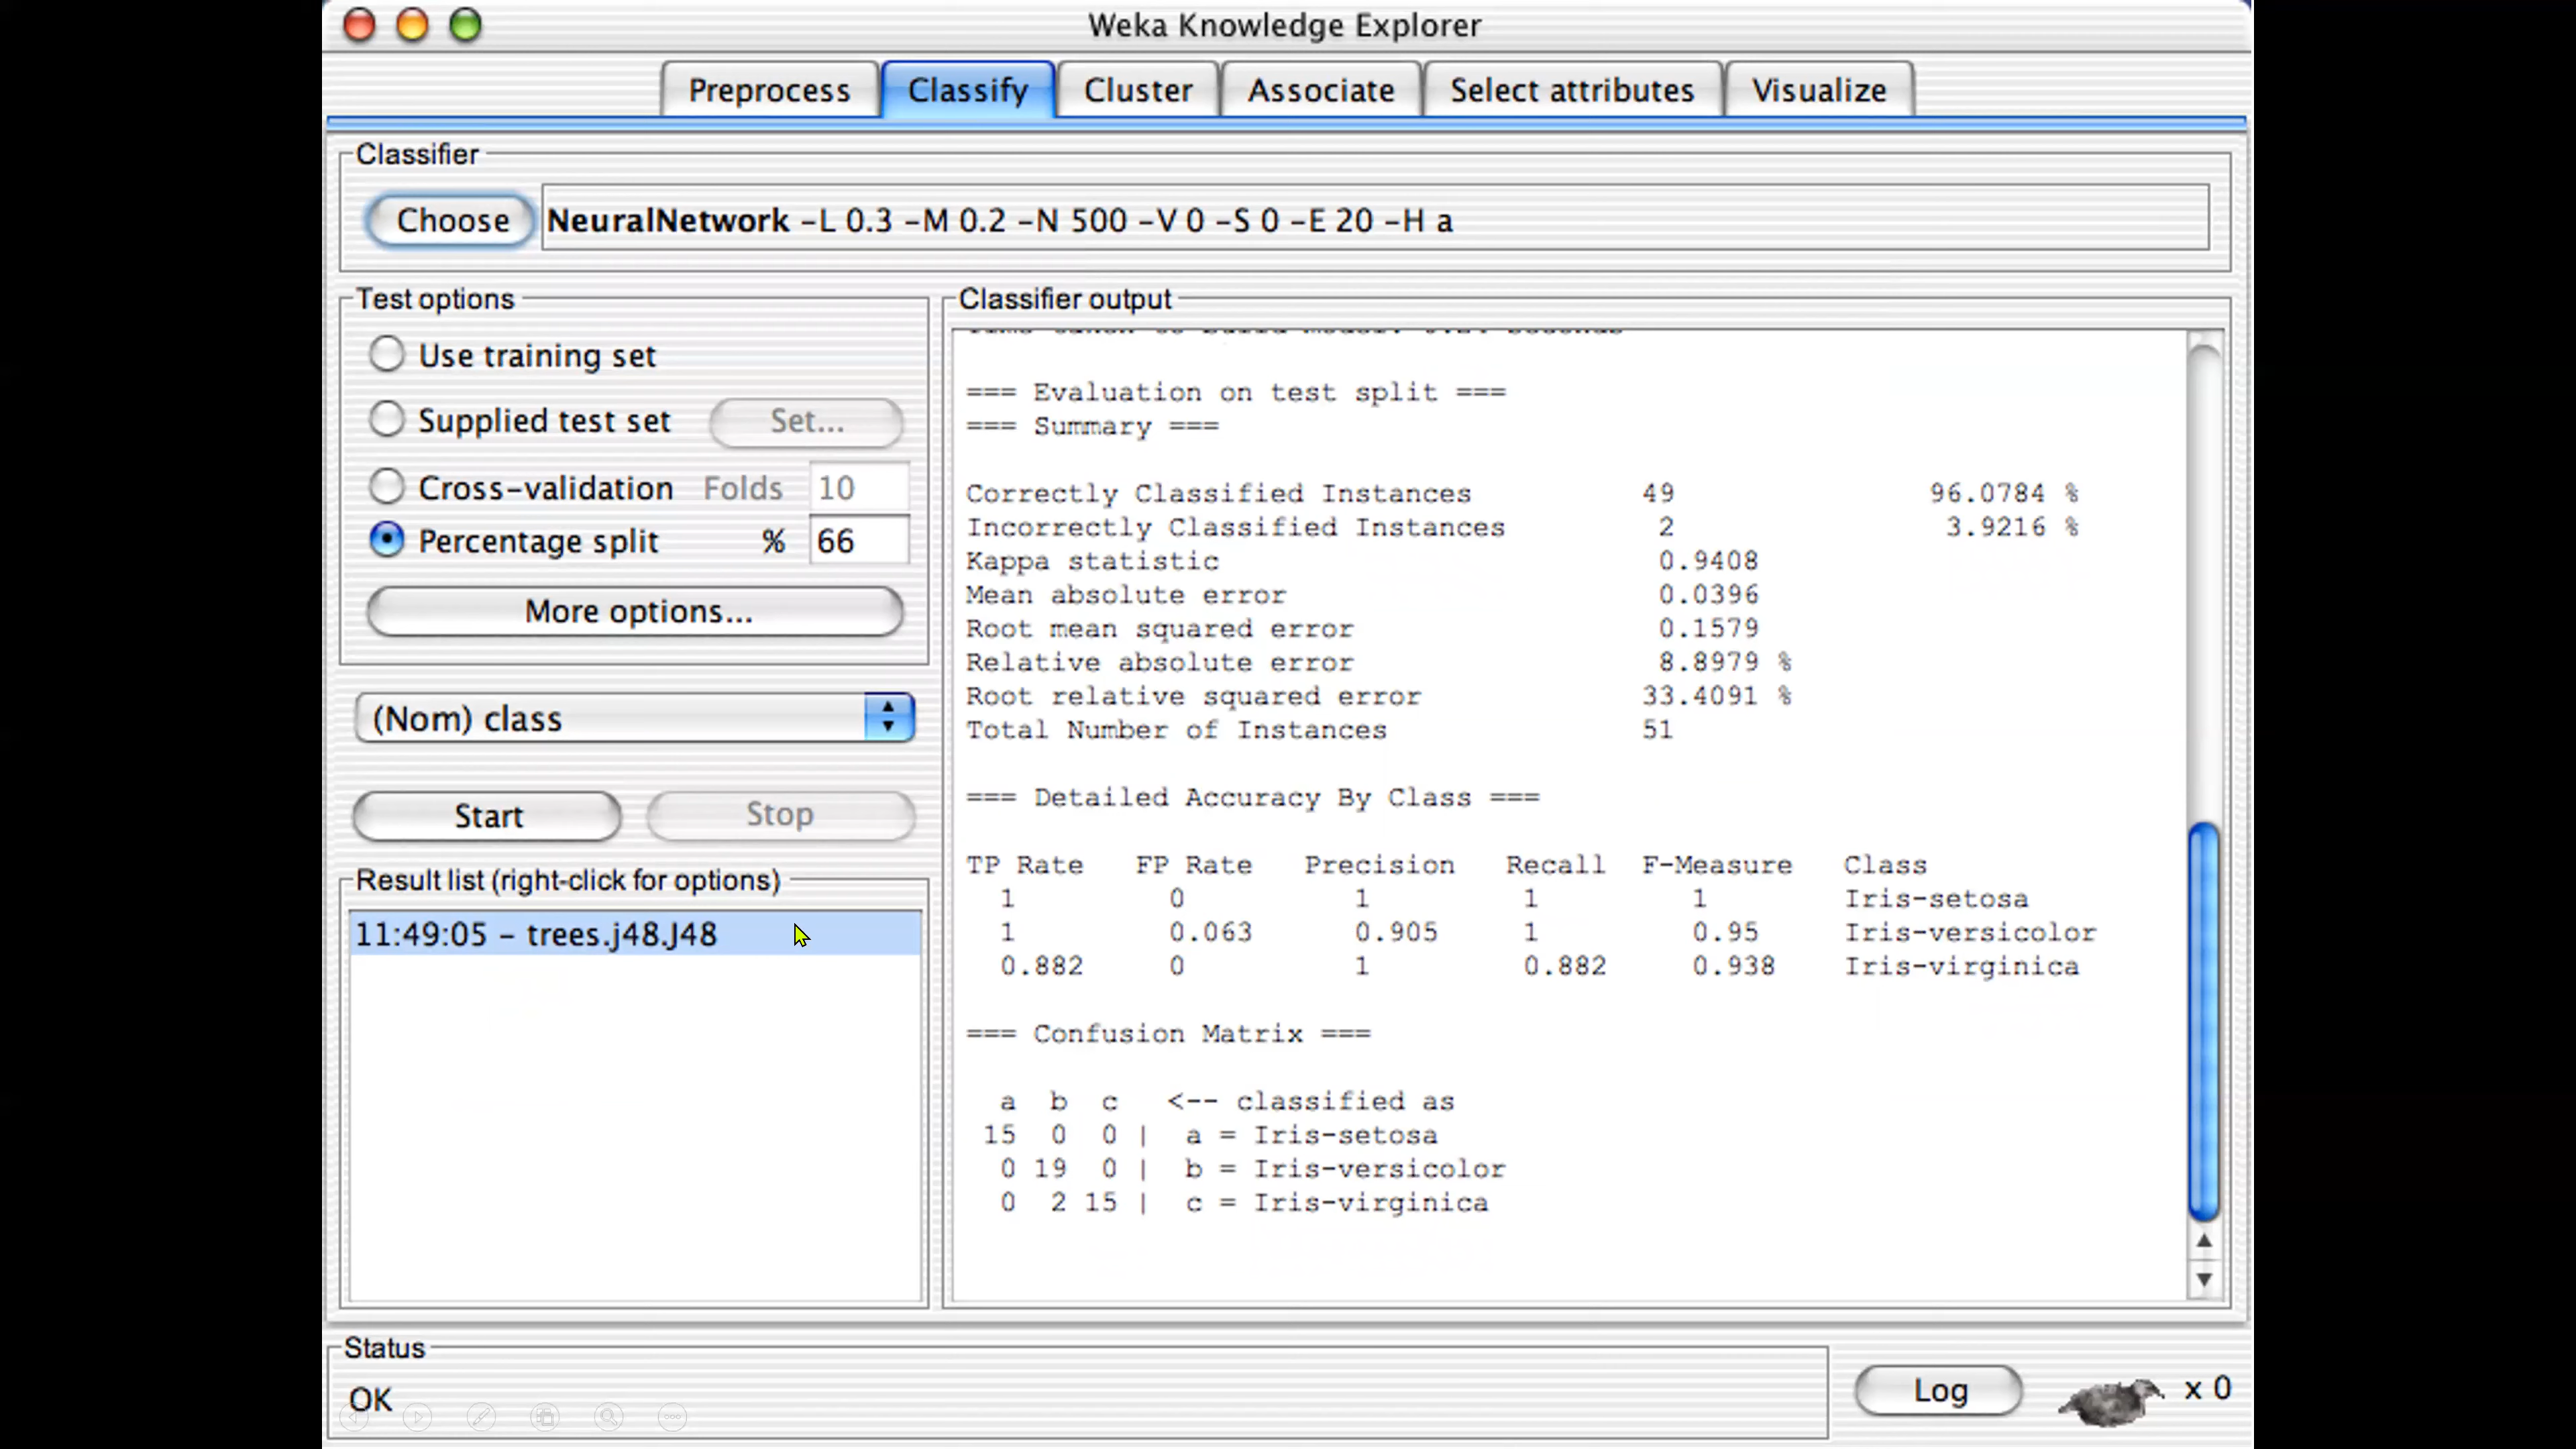 Weka Knowledge Explorer
Preprocess Classify Cluster Associate Select attributes Visualize
Classifier
Choose NeuralNetwork -L 0.3 -M 0.2 -N 500 -V 0 -S 0 -E 20 -H a
Test options
Use training set
Supplied test set Set...
Cross-validation Folds 10
Percentage split % 66
More options...
(Nom) class
Start Stop
Result list (right-click for options)
11:49:05 - trees.j48.J48
Classifier output
=== Evaluation on test split ===
=== Summary ===
Correctly Classified Instances 49 96.0784 %
Incorrectly Classified Instances 2 3.9216 %
Kappa statistic 0.9408
Mean absolute error 0.0396
Root mean squared error 0.1579
Relative absolute error 8.8979 %
Root relative squared error 33.4091 %
Total Number of Instances 51
=== Detailed Accuracy By Class ===
TP Rate FP Rate Precision Recall F-Measure Class
1 0 1 1 1 Iris-setosa
1 0.063 0.905 1 0.95 Iris-versicolor
0.882 0 1 0.882 0.938 Iris-virginica
=== Confusion Matrix ===
a b c <-- classified as
15 0 0 | a = Iris-setosa
0 19 0 | b = Iris-versicolor
0 2 15 | c = Iris-virginica
Status
OK
Log x 0